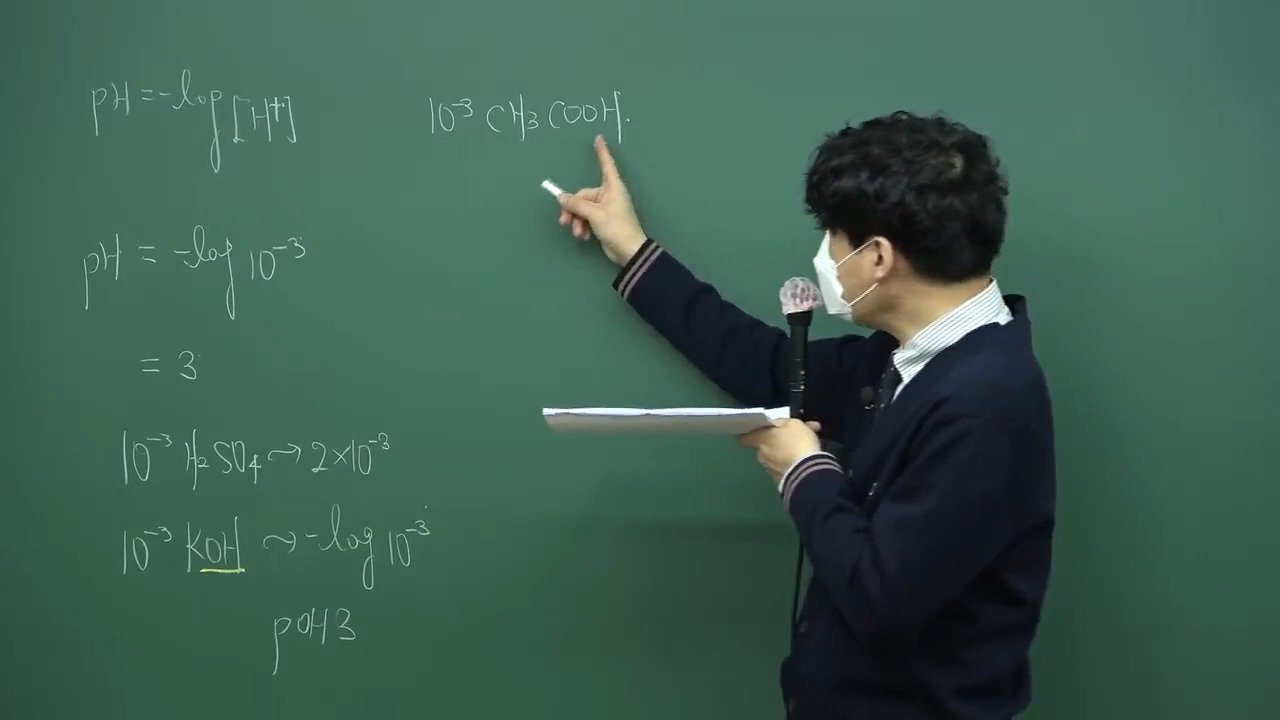 pH = -log [H⁺]
pH = -log 10⁻³
= 3
10⁻³ H₂SO₄ → 2×10⁻³
10⁻³ KOH → -log 10⁻³
pOH 3
10⁻³ CH₃COOH.